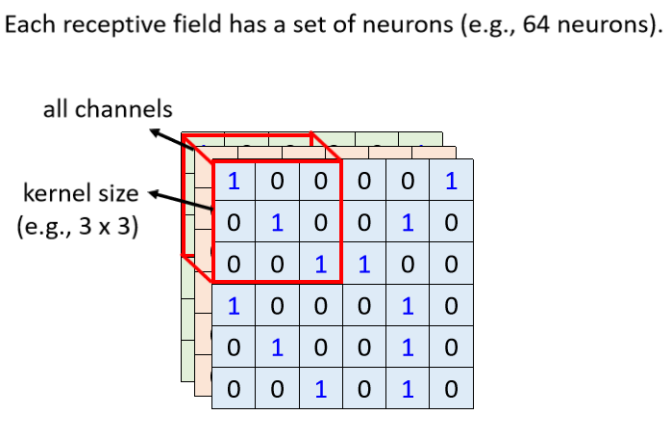 Each receptive field has a set of neurons (e.g., 64 neurons).
all channels
kernel size
(e.g., 3 x 3)
1 0 0 0 0 1
0 1 0 0 1 0
0 0 1 1 0 0
1 0 0 0 1 0
0 1 0 0 1 0
0 0 1 0 1 0